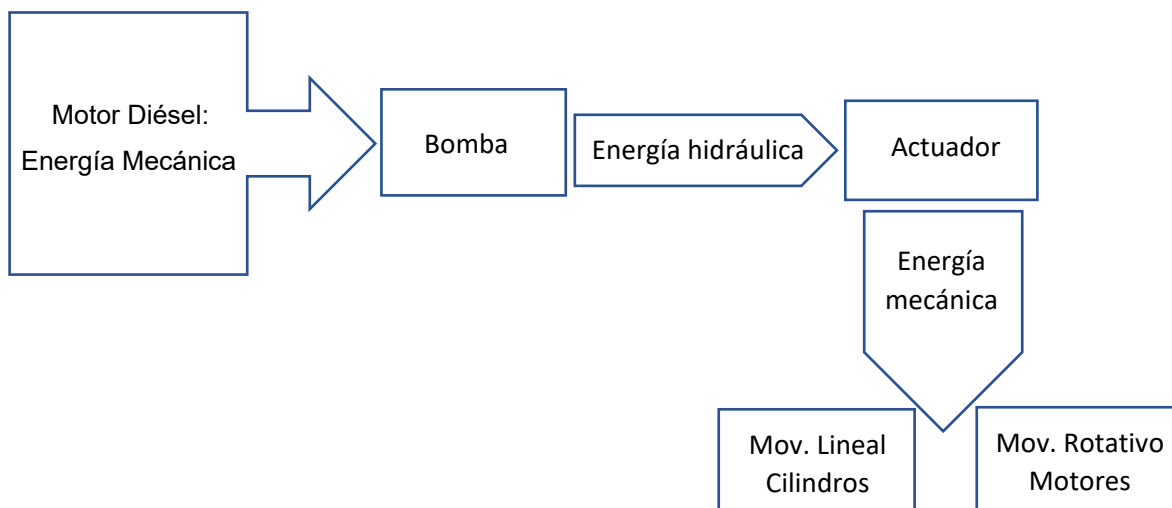 Motor Diésel:
Energía Mecánica
Bomba
Energía hidráulica
Actuador
Energía
mecánica
Mov. Lineal
Cilindros
Mov. Rotativo
Motores